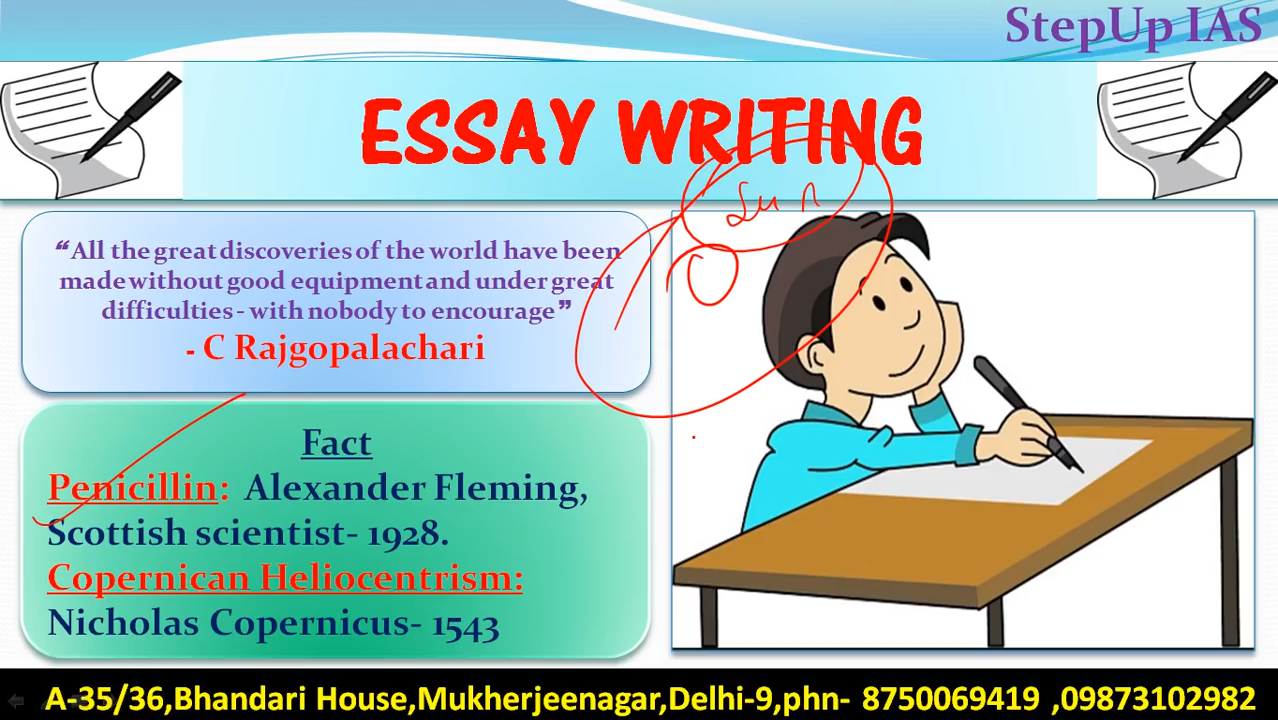 StepUp IAS
ESSAY WRITING
Sun
“All the great discoveries of the world have been
made without good equipment and under great
difficulties - with nobody to encourage”
- C Rajgopalachari
Fact
Penicillin: Alexander Fleming,
Scottish scientist- 1928.
Copernican Heliocentrism:
Nicholas Copernicus- 1543
A-35/36,Bhandari House,Mukherjeenagar,Delhi-9,phn- 8750069419 ,09873102982